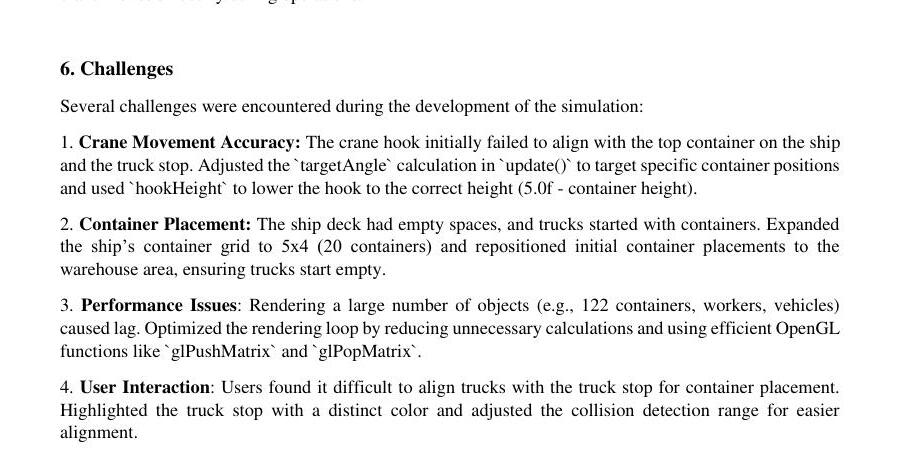 6. Challenges
Several challenges were encountered during the development of the simulation:
1. Crane Movement Accuracy: The crane hook initially failed to align with the top container on the ship
and the truck stop. Adjusted the `targetAngle` calculation in `update()` to target specific container positions
and used `hookHeight` to lower the hook to the correct height (5.0f - container height).
2. Container Placement: The ship deck had empty spaces, and trucks started with containers. Expanded
the ship’s container grid to 5x4 (20 containers) and repositioned initial container placements to the
warehouse area, ensuring trucks start empty.
3. Performance Issues: Rendering a large number of objects (e.g., 122 containers, workers, vehicles)
caused lag. Optimized the rendering loop by reducing unnecessary calculations and using efficient OpenGL
functions like `glPushMatrix` and `glPopMatrix`.
4. User Interaction: Users found it difficult to align trucks with the truck stop for container placement.
Highlighted the truck stop with a distinct color and adjusted the collision detection range for easier
alignment.